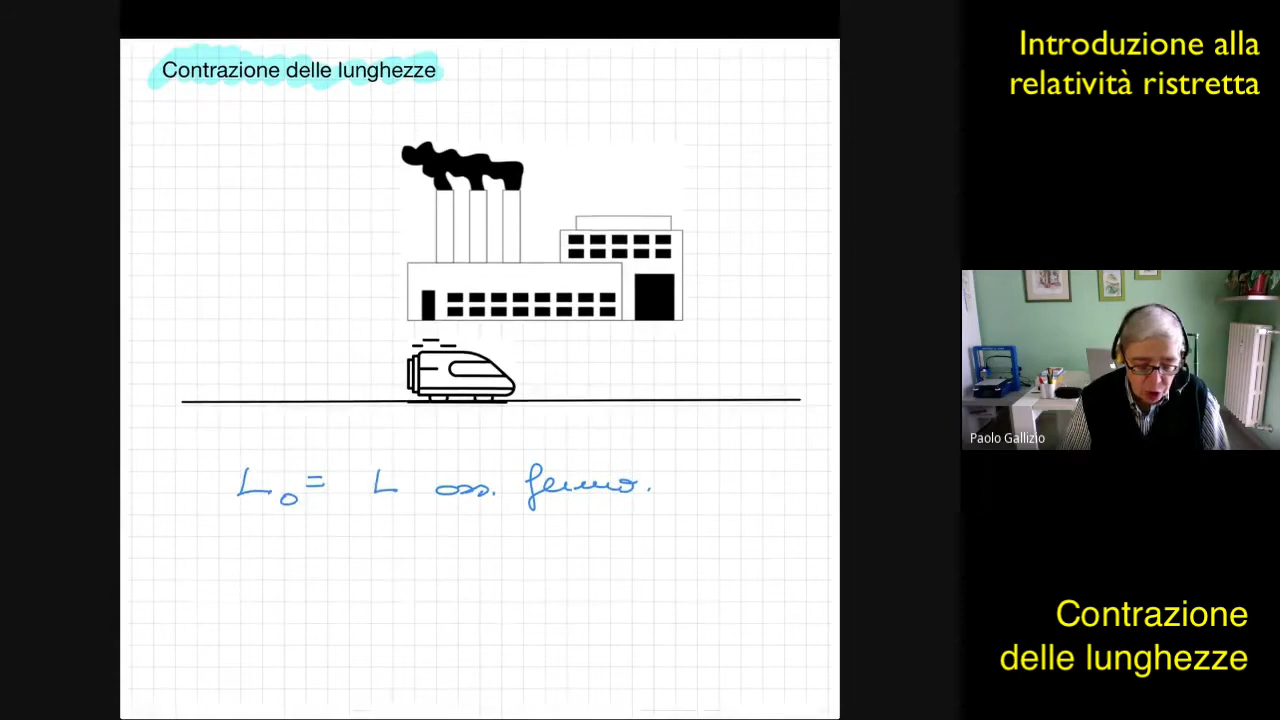 Contrazione delle lunghezze
L₀ = L oss. fermo.
Introduzione alla
relatività ristretta
Paolo Gallizio
Contrazione
delle lunghezze